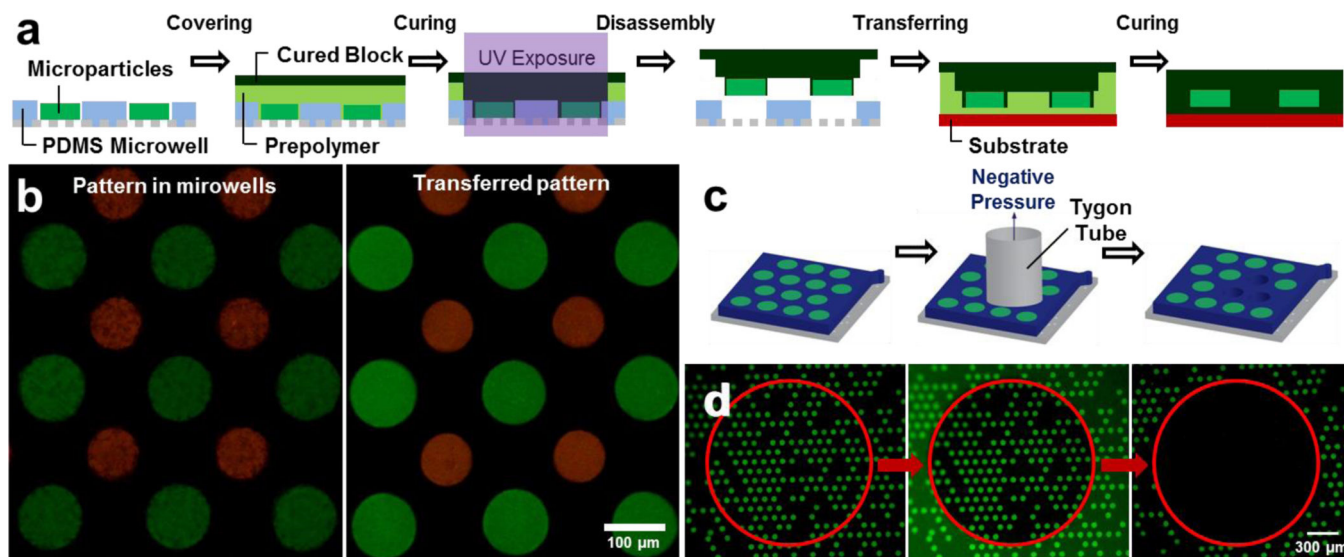 a
Covering
Curing
Disassembly
Transferring
Curing
Cured Block
UV Exposure
Microparticles
PDMS Microwell
Prepolymer
Substrate
b
Pattern in mirowells
Transferred pattern
100 µm
c
Negative
Pressure
Tygon
Tube
d
300 µm